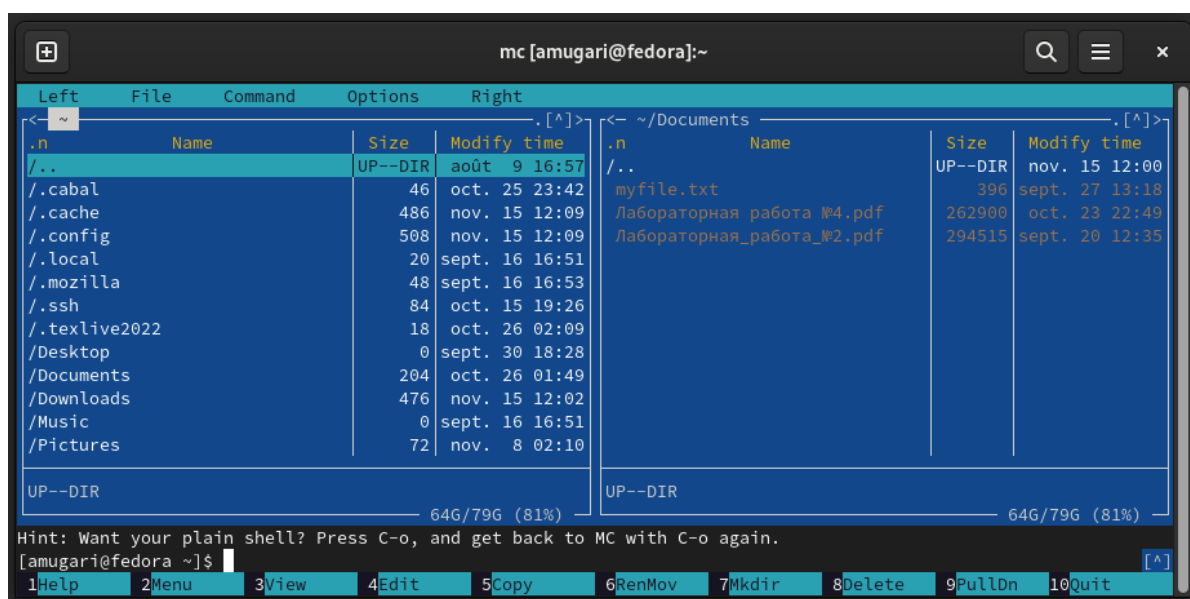 mc [amugari@fedora]:~
Left File Command Options Right
<─ ~ .[^]> <─ ~/Documents .[^]>
.n Name Size Modify time .n Name Size Modify time
/.. UP--DIR août 9 16:57 /.. UP--DIR nov. 15 12:00
/.cabal 46 oct. 25 23:42 myfile.txt 396 sept. 27 13:18
/.cache 486 nov. 15 12:09 Лабораторная работа №4.pdf 262900 oct. 23 22:49
/.config 508 nov. 15 12:09 Лабораторная_работа_№2.pdf 294515 sept. 20 12:35
/.local 20 sept. 16 16:51
/.mozilla 48 sept. 16 16:53
/.ssh 84 oct. 15 19:26
/.texlive2022 18 oct. 26 02:09
/Desktop 0 sept. 30 18:28
/Documents 204 oct. 26 01:49
/Downloads 476 nov. 15 12:02
/Music 0 sept. 16 16:51
/Pictures 72 nov. 8 02:10
UP--DIR UP--DIR
64G/79G (81%) 64G/79G (81%)
Hint: Want your plain shell? Press C-o, and get back to MC with C-o again.
[amugari@fedora ~]$ [^]
1Help 2Menu 3View 4Edit 5Copy 6RenMov 7Mkdir 8Delete 9PullDn 10Quit